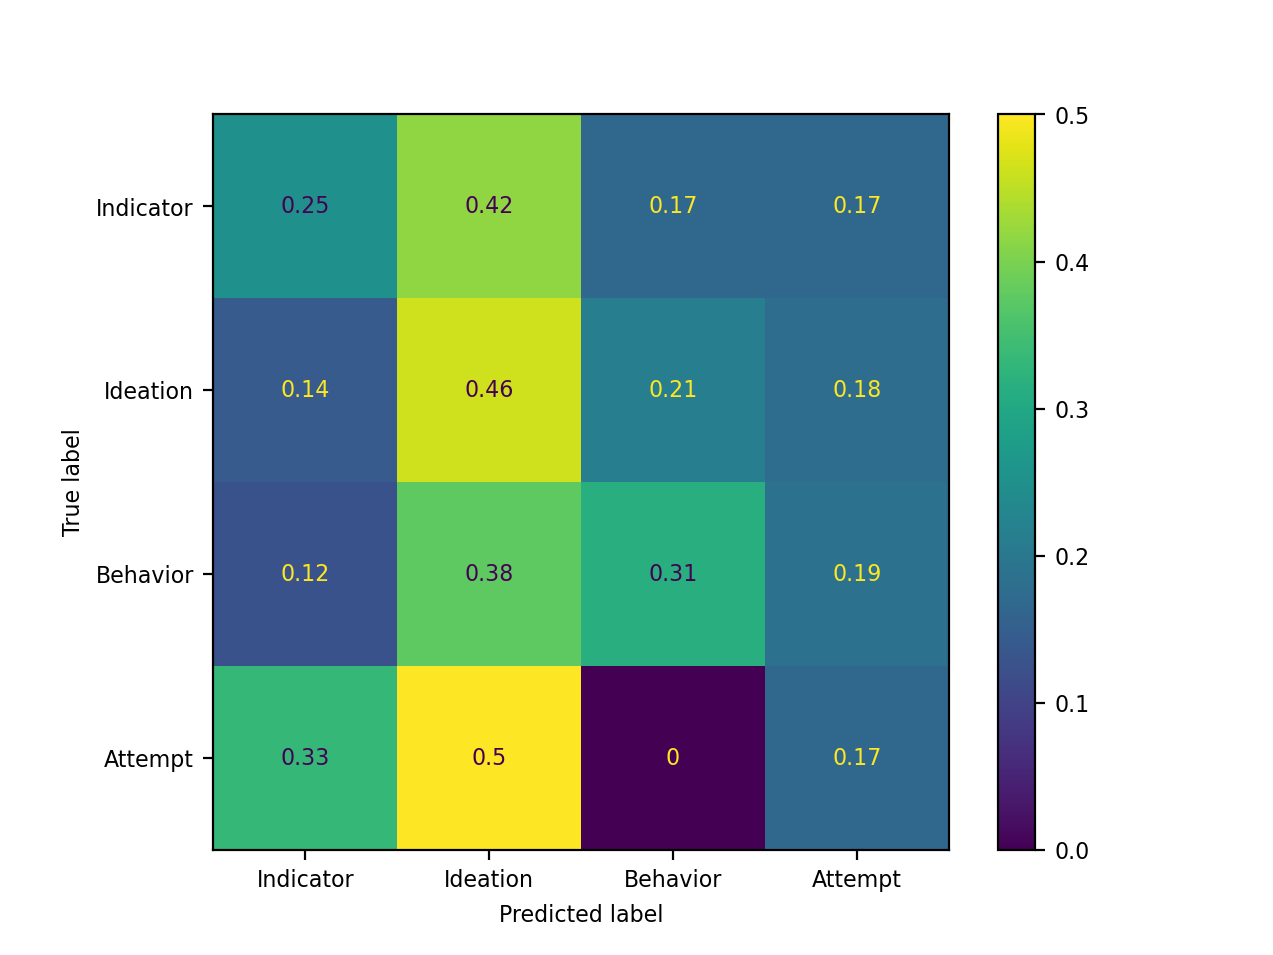 0.5
Indicator 0.25 0.42 0.17 0.17
0.4
Ideation 0.14 0.46 0.21 0.18
0.3
True label
Behavior 0.12 0.38 0.31 0.19
0.2
0.1
Attempt 0.33 0.5 0 0.17
0.0
Indicator Ideation Behavior Attempt
Predicted label